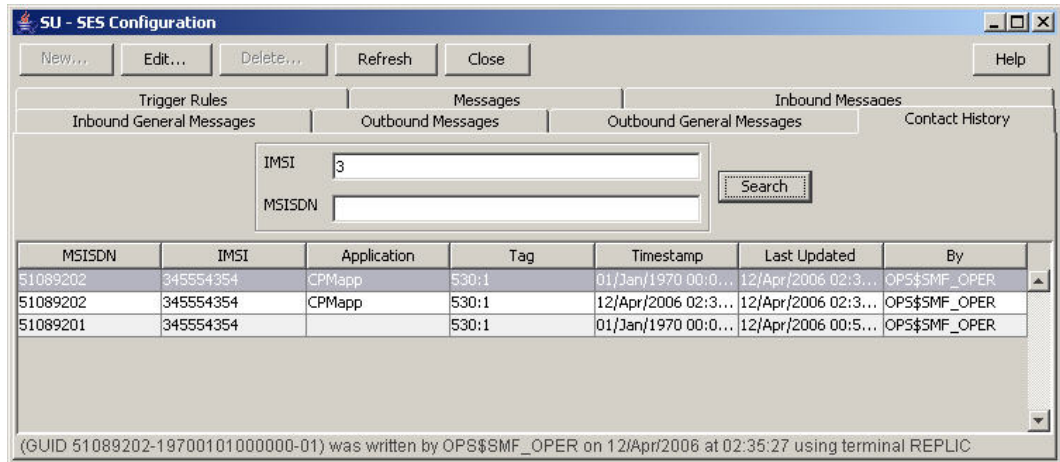 SU - SES Configuration
New... Edit... Delete... Refresh Close Help
Trigger Rules Messages Inbound Messages
Inbound General Messages Outbound Messages Outbound General Messages Contact History
IMSI 3
Search
MSISDN
MSISDN IMSI Application Tag Timestamp Last Updated By
51089202 345554354 CPMapp 530:1 01/Jan/1970 00:0... 12/Apr/2006 02:3... OPS$SMF_OPER
51089202 345554354 CPMapp 530:1 12/Apr/2006 02:3... 12/Apr/2006 02:3... OPS$SMF_OPER
51089201 345554354 530:1 01/Jan/1970 00:0... 12/Apr/2006 00:5... OPS$SMF_OPER
(GUID 51089202-19700101000000-01) was written by OPS$SMF_OPER on 12/Apr/2006 at 02:35:27 using terminal REPLIC